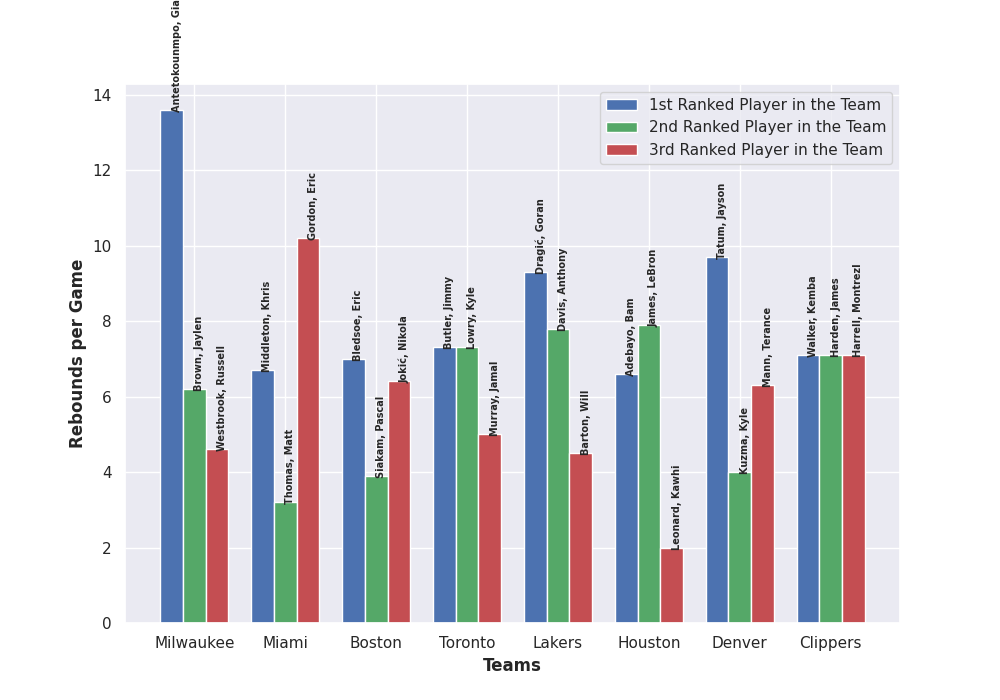 Antetokounmpo, Gia
14
12
10
8
6
4
2
0
Rebounds per Game
1st Ranked Player in the Team
2nd Ranked Player in the Team
3rd Ranked Player in the Team
Brown, Jaylen
Westbrook, Russell
Middleton, Khris
Thomas, Matt
Gordon, Eric
Bledsoe, Eric
Siakam, Pascal
Jokić, Nikola
Butler, Jimmy
Lowry, Kyle
Murray, Jamal
Dragić, Goran
Davis, Anthony
Barton, Will
Adebayo, Bam
James, LeBron
Leonard, Kawhi
Tatum, Jayson
Kuzma, Kyle
Mann, Terance
Walker, Kemba
Harden, James
Harrell, Montrezl
Milwaukee Miami Boston Toronto Lakers Houston Denver Clippers
Teams